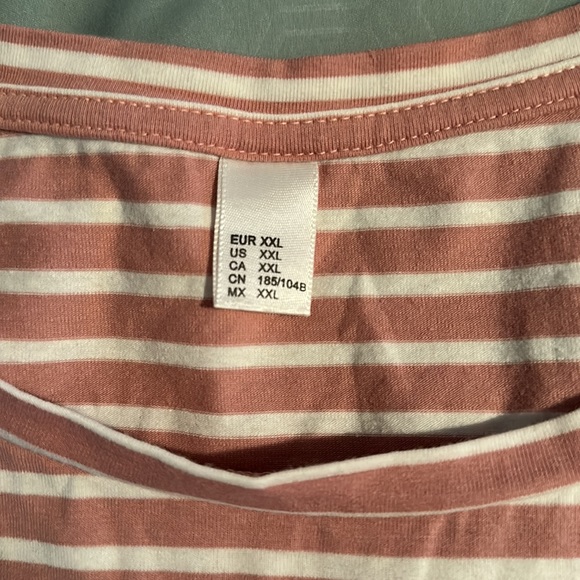 EUR XXL
US XXL
CA XXL
CN 185/104B
MX XXL